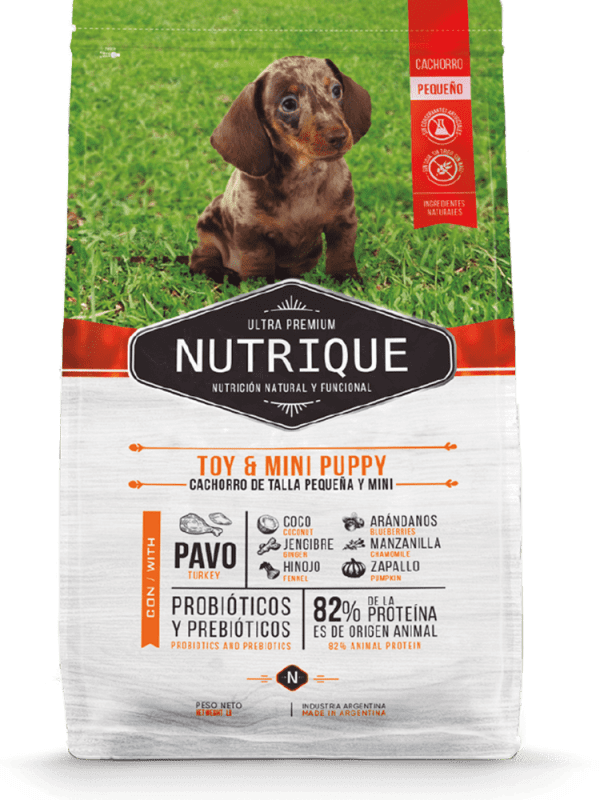 CACHORRO
PEQUEÑO
INGREDIENTES
NATURALES
ULTRA PREMIUM
NUTRIQUE
NUTRICIÓN NATURAL Y FUNCIONAL
TOY & MINI PUPPY
CACHORRO DE TALLA PEQUEÑA Y MINI
CON / WITH
PAVO
TURKEY
COCO
COCONUT
JENGIBRE
GINGER
HINOJO
FENNEL
ARÁNDANOS
BLUEBERRIES
MANZANILLA
CHAMOMILE
ZAPALLO
PUMPKIN
PROBIÓTICOS
Y PREBIÓTICOS
PROBIOTICS AND PREBIOTICS
82% DE LA
PROTEÍNA
ES DE ORIGEN ANIMAL
82% ANIMAL PROTEIN
N
PESO NETO
INDUSTRIA ARGENTINA
MADE IN ARGENTINA